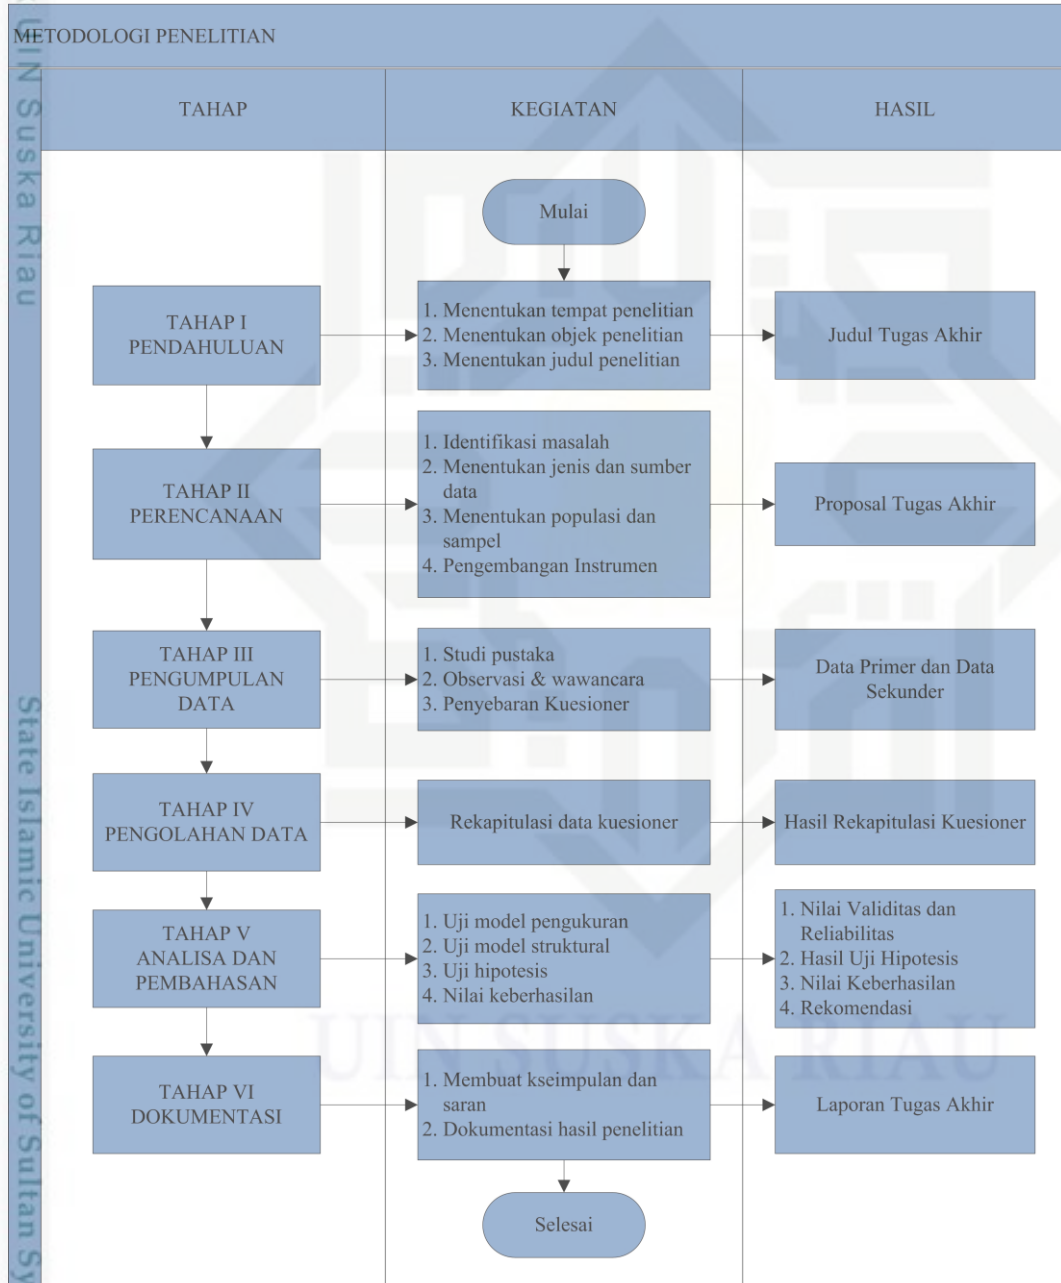 METODOLOGI PENELITIAN
TAHAP
KEGIATAN
HASIL
Mulai
TAHAP I
PENDAHULUAN
1. Menentukan tempat penelitian
2. Menentukan objek penelitian
3. Menentukan judul penelitian
Judul Tugas Akhir
TAHAP II
PERENCANAAN
1. Identifikasi masalah
2. Menentukan jenis dan sumber
data
3. Menentukan populasi dan
sampel
4. Pengembangan Instrumen
Proposal Tugas Akhir
TAHAP III
PENGUMPULAN
DATA
1. Studi pustaka
2. Observasi & wawancara
3. Penyebaran Kuesioner
Data Primer dan Data
Sekunder
TAHAP IV
PENGOLAHAN DATA
Rekapitulasi data kuesioner
Hasil Rekapitulasi Kuesioner
TAHAP V
ANALISA DAN
PEMBAHASAN
1. Uji model pengukuran
2. Uji model struktural
3. Uji hipotesis
4. Nilai keberhasilan
1. Nilai Validitas dan
Reliabilitas
2. Hasil Uji Hipotesis
3. Nilai Keberhasilan
4. Rekomendasi
TAHAP VI
DOKUMENTASI
1. Membuat kseimpulan dan
saran
2. Dokumentasi hasil penelitian
Laporan Tugas Akhir
Selesai
UIN Suska Riau
State Islamic University of Sultan Sy
UIN SUSKA RIAU